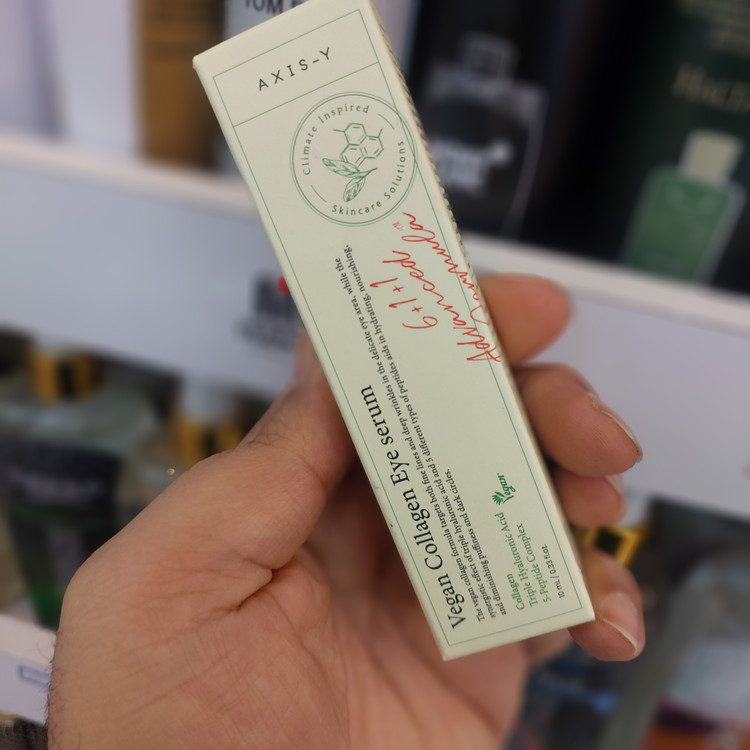 AXIS-Y
Climate Inspired
Skincare Solutions
6+1+1
Advanced
Formula
Vegan Collagen Eye serum
The vegan collagen formula targets both fine lines and deep wrinkles in the delicate eye area, while the
synergistic effect of triple hyaluronic acid and 5 different types of peptides aids in hydrating, nourishing,
and diminishing puffiness and dark circles.
Collagen
Triple Hyaluronic Acid
5-Peptide Complex
Vegan
10 mL / 0.33 fl oz.